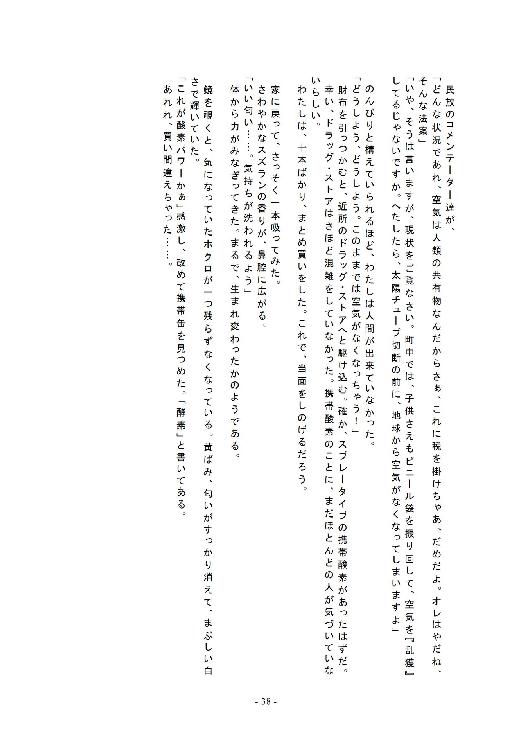 民放のコメンテーター達が、
「どんな状況であれ、空気は人類の共有物なんだからさぁ、これに税を掛けちゃあ、だめだよ。オレはやだね、
そんな法案」
「いや、そうは言いますが、現状をご覧なさい。町中では、子供さえもビニール袋を振り回して、空気を『乱獲』
してるじゃないですか。へたしたら、太陽チューブ切断の前に、地球から空気がなくなってしまいますよ」
のんびりと構えていられるほど、わたしは人間が出来ていなかった。
「どうしよう、どうしよう。このままでは空気がなくなっちゃう！」
財布を引っつかむと、近所のドラッグ・ストアへと駆け込む。確か、スプレータイプの携帯酸素があったはずだ。
幸い、ドラッグ・ストアはさほど混雑をしていなかった。携帯酸素のことに、まだほとんどの人が気づいていな
いらしい。
わたしは、十本ばかり、まとめ買いをした。これで、当面をしのげるだろう。
家に戻って、さっそく一本吸ってみた。
さわやかなスズランの香りが、鼻腔に広がる。
「いい匂い……。気持ちが洗われるよう」
体から力がみなぎってきた。まるで、生まれ変わったかのようである。
鏡を覗くと、気になっていたホクロが一つ残らずなくなっている。黄ばみ、匂いがすっかり消えて、まぶしい白
さで輝いていた。
「これが酸素パワーかぁ」感激し、改めて携帯缶を見つめた。「酵素」と書いてある。
あれれ、買い間違えちゃった……。
- 38 -